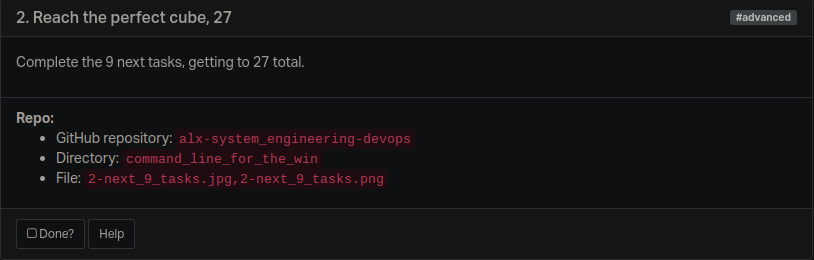 2. Reach the perfect cube, 27
#advanced
Complete the 9 next tasks, getting to 27 total.
Repo:
• GitHub repository: alx-system_engineering-devops
• Directory: command_line_for_the_win
• File: 2-next_9_tasks.jpg,2-next_9_tasks.png
Done? Help